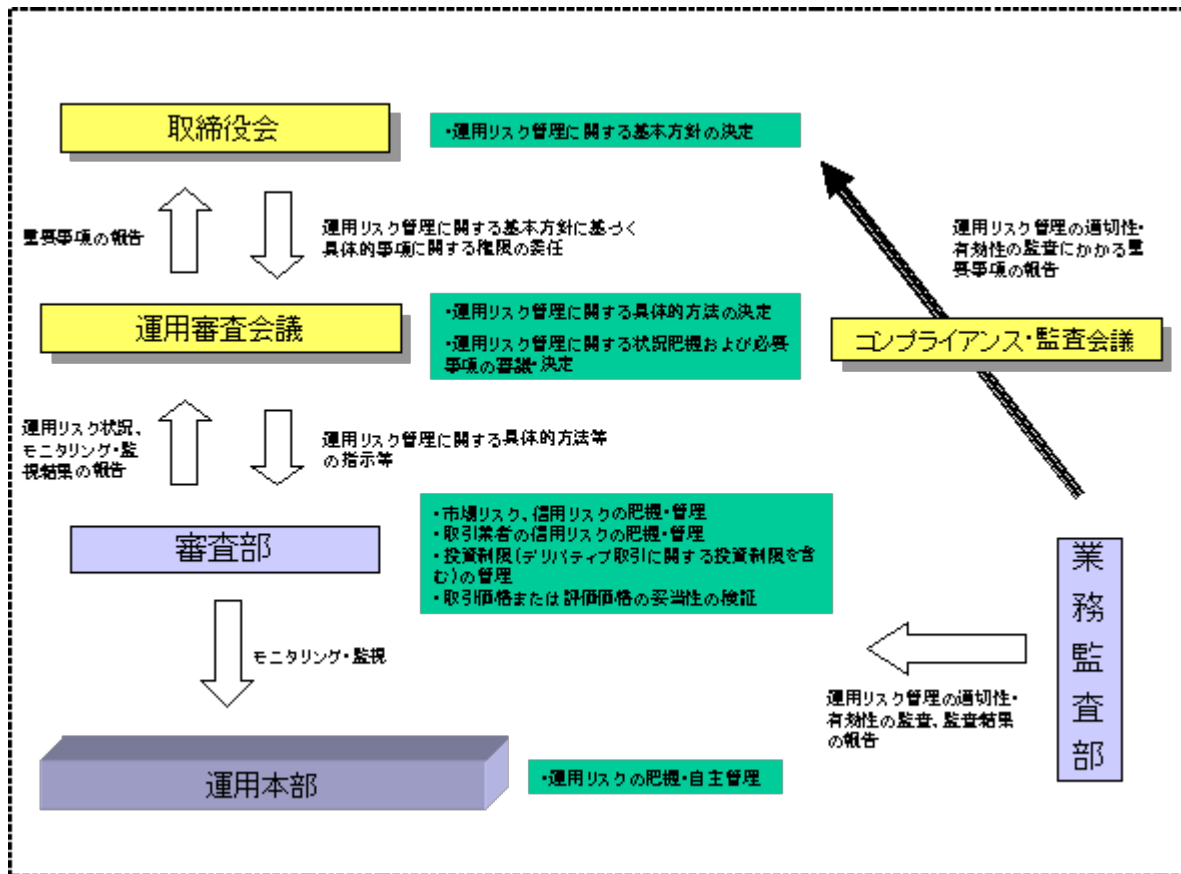 取締役会
・運用リスク管理に関する基本方針の決定
重要事項の報告
運用リスク管理に関する基本方針に基づく
具体的事項に関する権限の委任
運用リスク管理の適切性・
有効性の監査にかかる重
要事項の報告
運用審査会議
・運用リスク管理に関する具体的方法の決定
・運用リスク管理に関する状況把握および必要
事項の審議・決定
コンプライアンス・監査会議
運用リスク状況、
モニタリング・監
視結果の報告
運用リスク管理に関する具体的方法等
の指示等
審査部
・市場リスク、信用リスクの把握・管理
・取引業者の信用リスクの把握・管理
・投資制限(デリバティブ取引に関する投資制限を含
む)の管理
・取引価格または評価価格の妥当性の検証
業務監査部
モニタリング・監視
運用リスク管理の適切性・
有効性の監査、監査結果
の報告
運用本部
・運用リスクの把握・自主管理